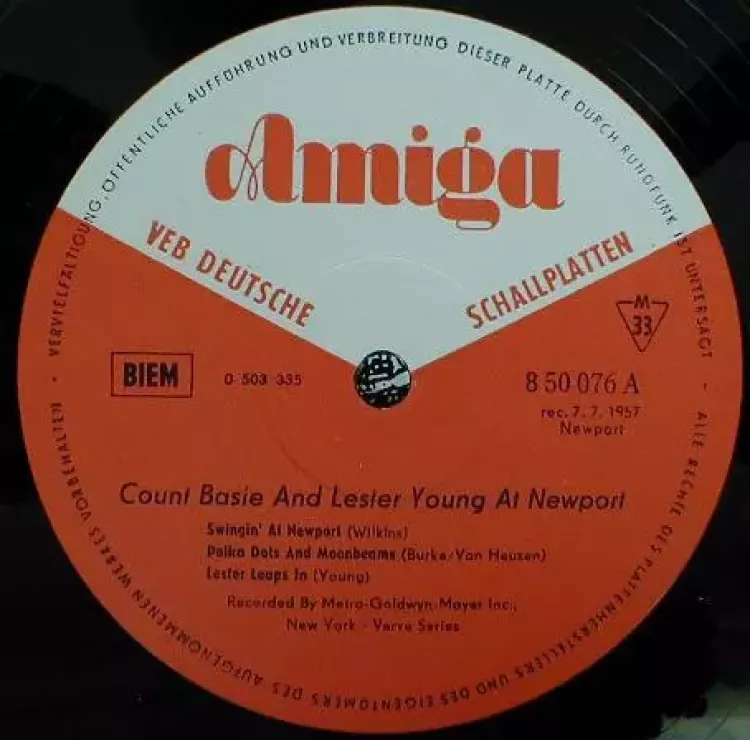 VERVIELFÄLTIGUNG, ÖFFENTLICHE AUFFÜHRUNG UND VERBREITUNG DIESER PLATTE DURCH RUNDFUNK IST UNTERSAGT • ALLE RECHTE DES PLATTENHERSTELLERS UND DES EIGENTÜMERS DES AUFGENOMMENEN WERKES VORBEHALTEN •
Amiga
VEB DEUTSCHE SCHALLPLATTEN
M
33
BIEM
0 503 335
8 50 076 A
rec. 7. 7. 1957
Newport
Count Basie And Lester Young At Newport
Swingin' At Newport (Wilkins)
Polka Dots And Moonbeams (Burke/Van Heusen)
Lester Leaps In (Young)
Recorded By Metro-Goldwyn-Mayer Inc.,
New York - Verve Series